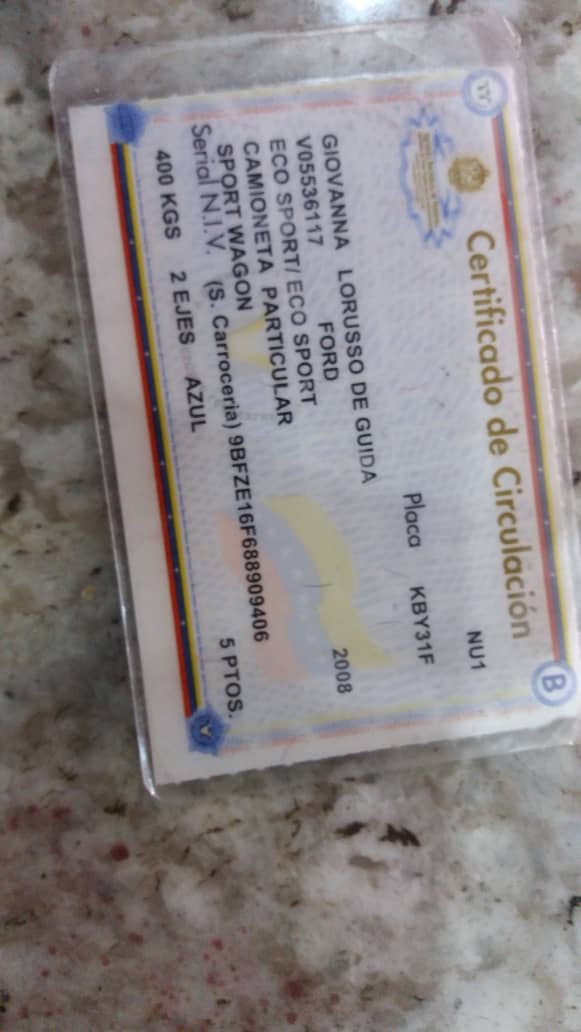 Certificado de Circulación
B
NU1
Placa KBY31F
GIOVANNA LORUSSO DE GUIDA
V05536117 FORD 2008
ECO SPORT/ ECO SPORT
CAMIONETA PARTICULAR
SPORT WAGON
Serial N.I.V. (S. Carroceria) 9BFZE16F688909406
400 KGS 2 EJES AZUL 5 PTOS.